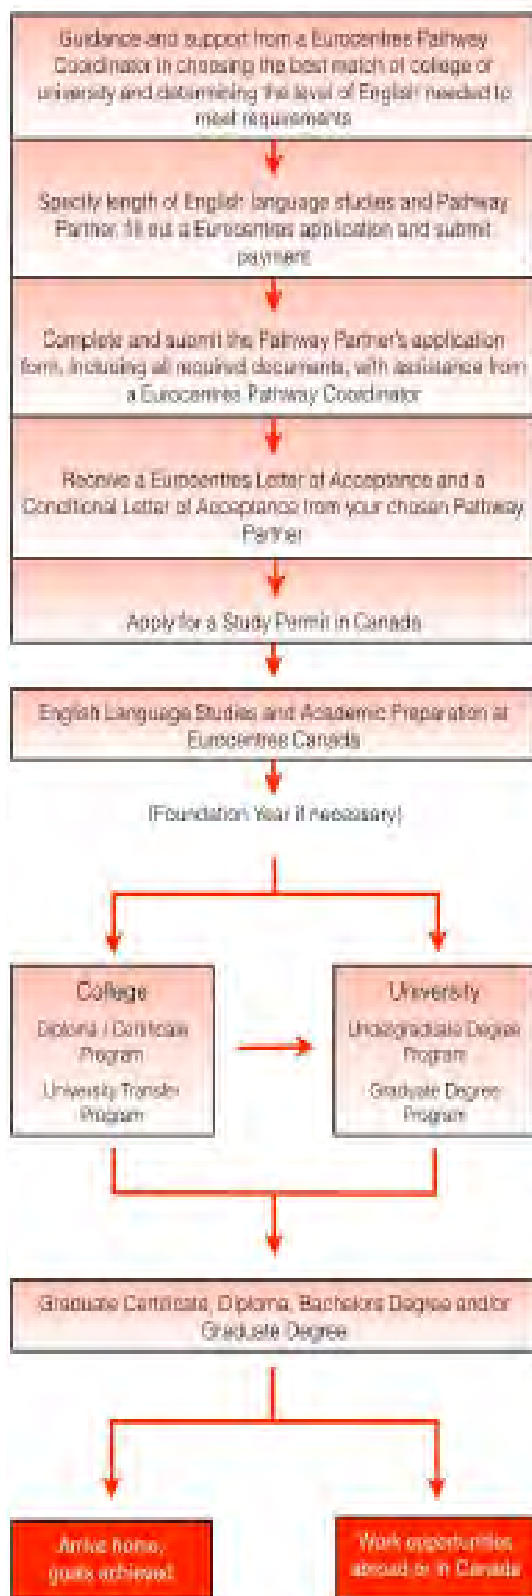 Guidance and support from a Eurocentres Pathway
Coordinator in choosing the best match of college or
university and determining the level of English needed to
meet requirements
Specify length of English language studies and Pathway
Partner, fill out a Eurocentres application and submit
payment
Complete and submit the Pathway Partner's application
form, including all required documents, with assistance from
a Eurocentres Pathway Coordinator
Receive a Eurocentres Letter of Acceptance and a
Conditional Letter of Acceptance from your chosen Pathway
Partner
Apply for a Study Permit in Canada
English Language Studies and Academic Preparation at
Eurocentres Canada
(Foundation Year if necessary)
College
Diploma / Certificate
Program
University Transfer
Program
University
Undergraduate Degree
Program
Graduate Degree
Program
Graduate Certificate, Diploma, Bachelors Degree and/or
Graduate Degree
Arrive home,
goals achieved
Work opportunities
abroad or in Canada